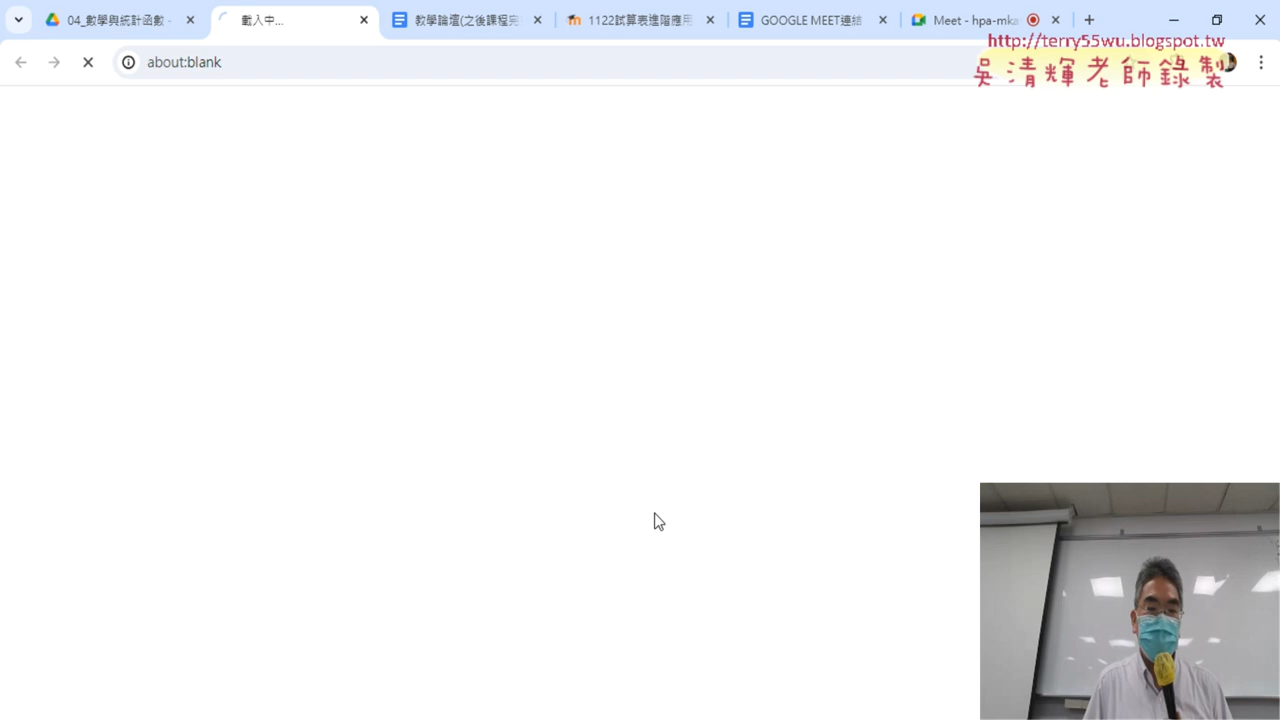 04_數學與統計函數 -
載入中...
教學論壇(之後課程完
1122試算表進階應用
GOOGLE MEET連結
Meet - hpa-mka
about:blank
http://terry55wu.blogspot.tw
吳清輝老師錄製